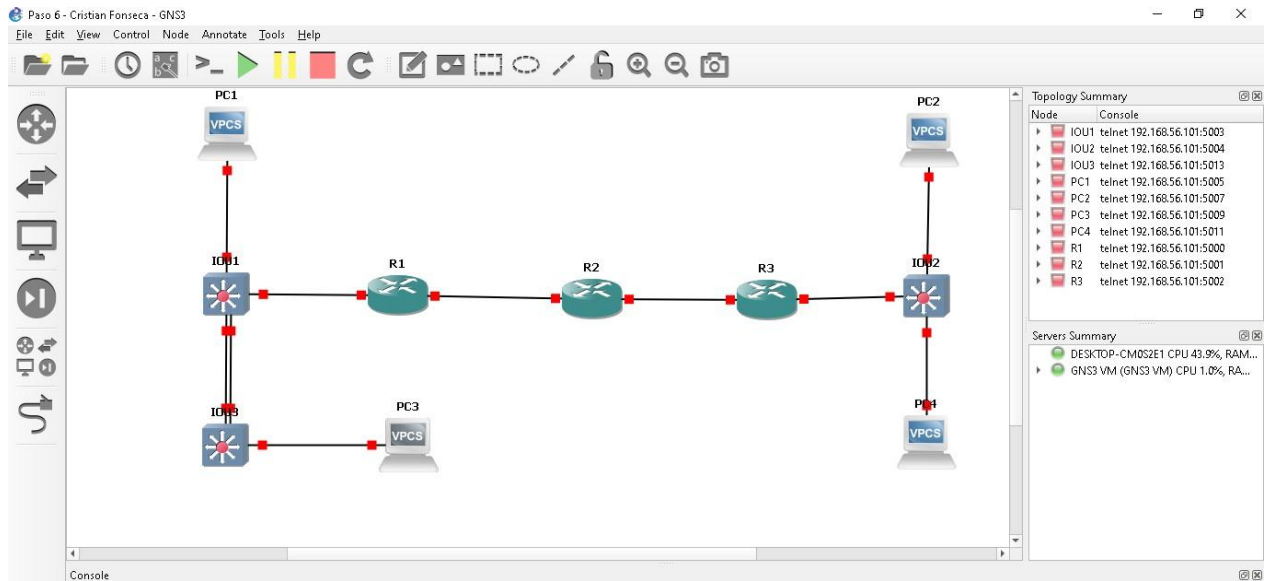 Paso 6 - Cristian Fonseca - GNS3
File Edit View Control Node Annotate Tools Help
PC1
VPCS
PC2
VPCS
IOU1
R1
R2
R3
IOU2
IOU3
PC3
VPCS
PC4
VPCS
Topology Summary
Node Console
IOU1 telnet 192.168.56.101:5003
IOU2 telnet 192.168.56.101:5004
IOU3 telnet 192.168.56.101:5013
PC1 telnet 192.168.56.101:5005
PC2 telnet 192.168.56.101:5007
PC3 telnet 192.168.56.101:5009
PC4 telnet 192.168.56.101:5011
R1 telnet 192.168.56.101:5000
R2 telnet 192.168.56.101:5001
R3 telnet 192.168.56.101:5002
Servers Summary
DESKTOP-CM0S2E1 CPU 43.9%, RAM...
GNS3 VM (GNS3 VM) CPU 1.0%, RA...
Console